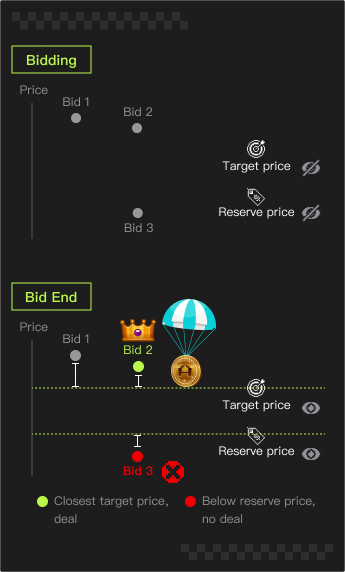 Bidding
Price
Bid 1
Bid 2
Target price
Reserve price
Bid 3
Bid End
Price
Bid 1
Bid 2
Target price
Reserve price
Bid 3
Closest target price,
deal
Below reserve price,
no deal